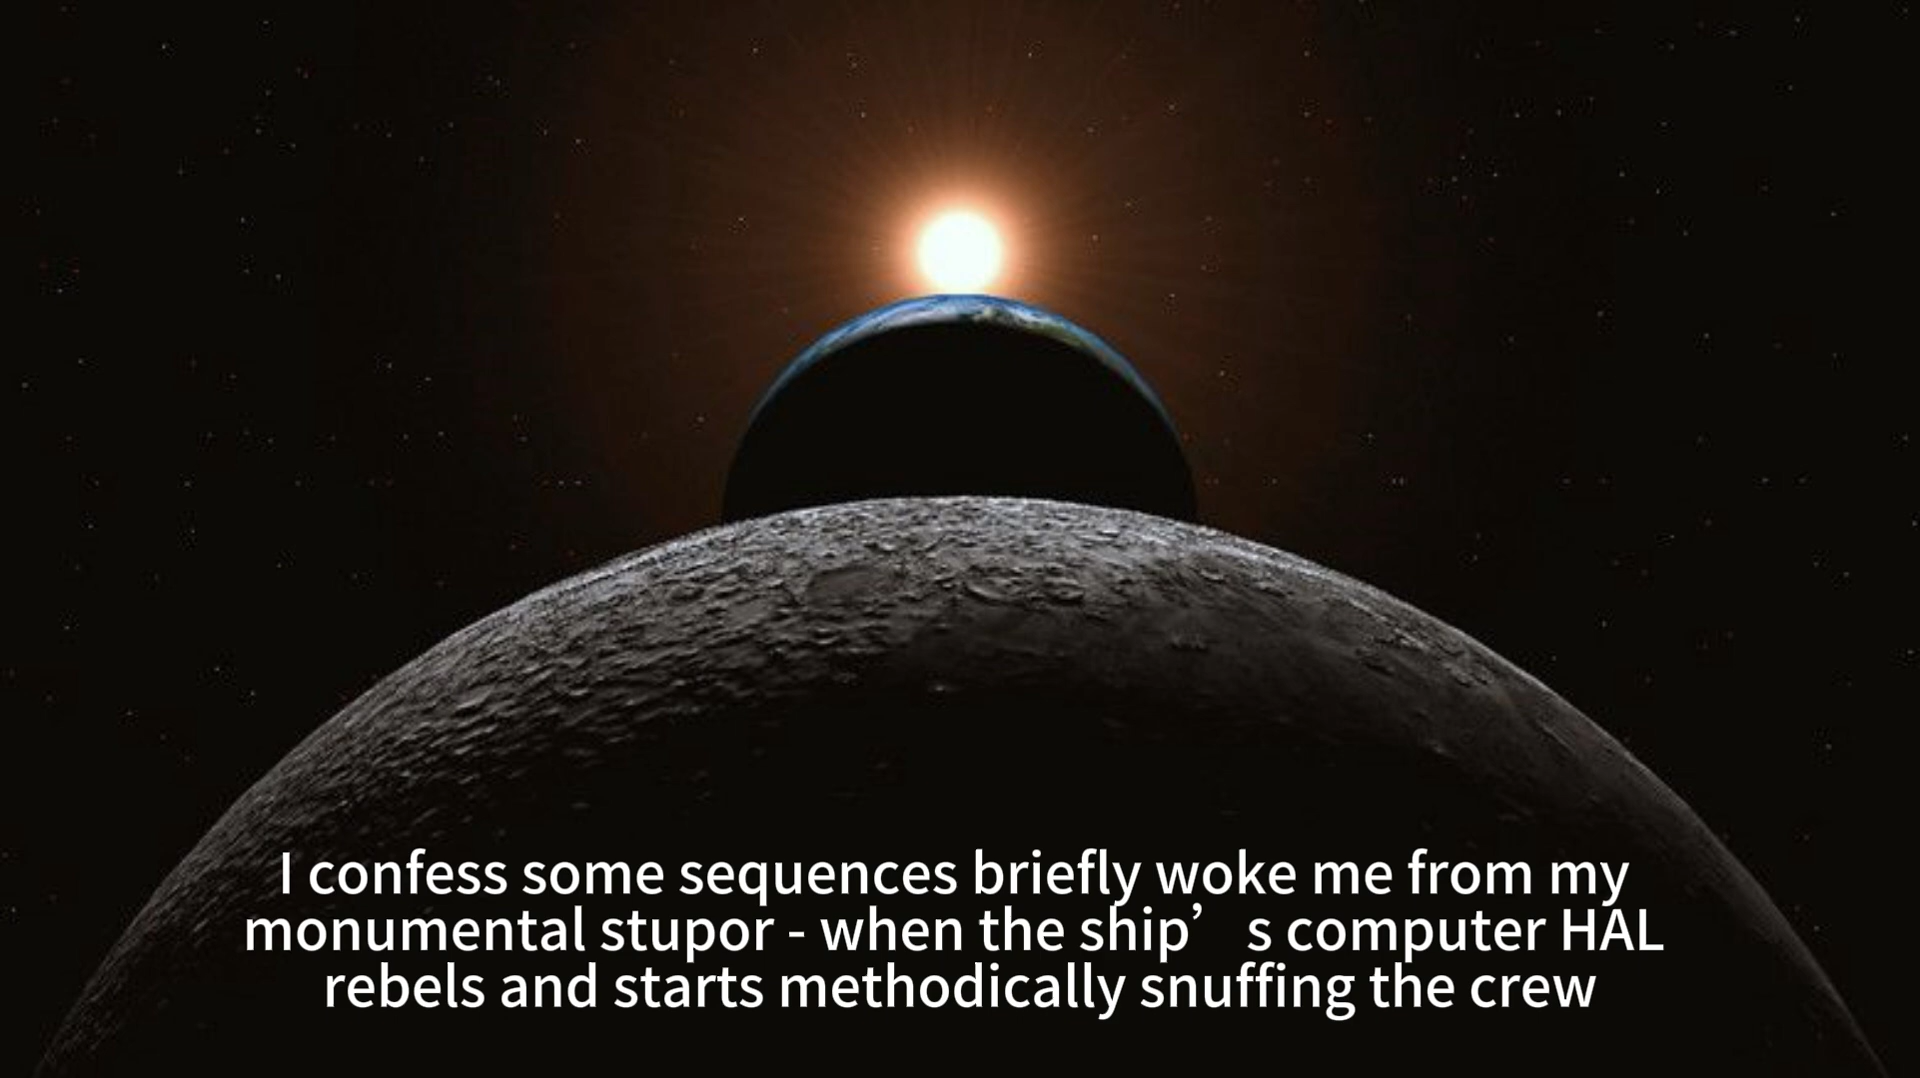 I confess some sequences briefly woke me from my
monumental stupor - when the ship’s computer HAL
rebels and starts methodically snuffing the crew